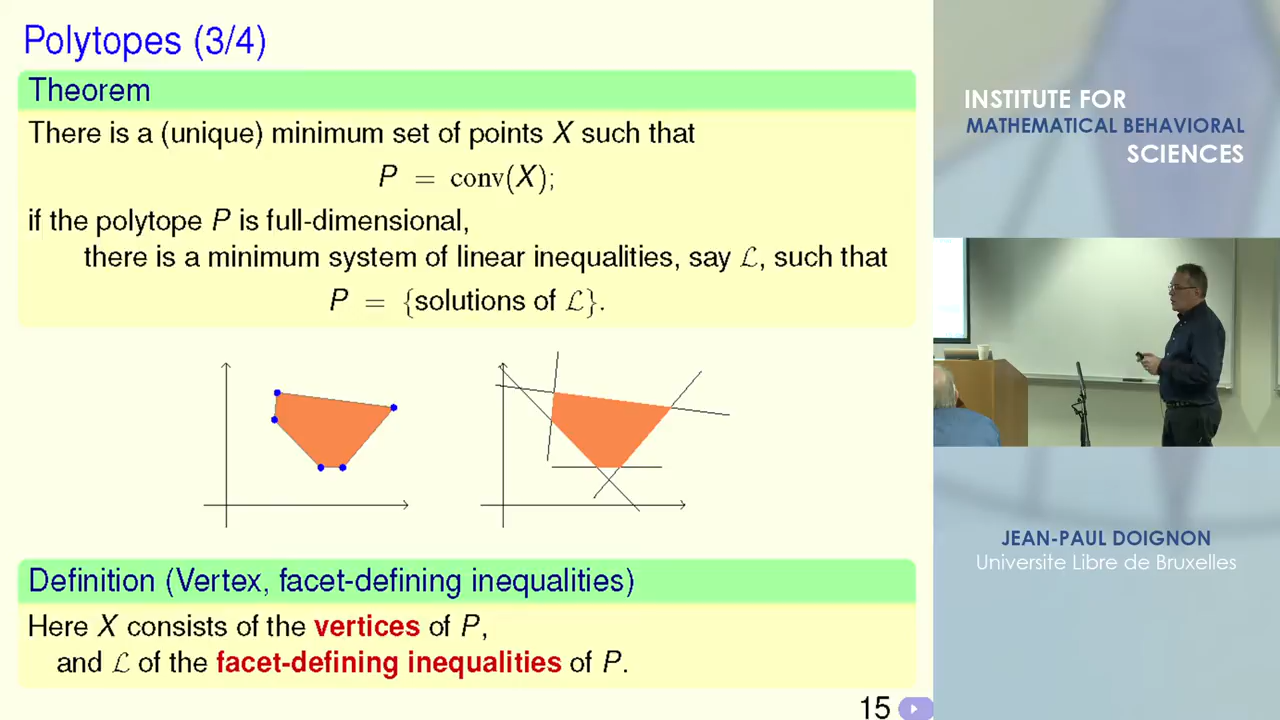 Polytopes (3/4)
Theorem
There is a (unique) minimum set of points X such that
P = conv(X);
if the polytope P is full-dimensional,
there is a minimum system of linear inequalities, say ℒ, such that
P = {solutions of ℒ}.
Definition (Vertex, facet-defining inequalities)
Here X consists of the vertices of P,
and ℒ of the facet-defining inequalities of P.
15
INSTITUTE FOR
MATHEMATICAL BEHAVIORAL
SCIENCES
JEAN-PAUL DOIGNON
Universite Libre de Bruxelles